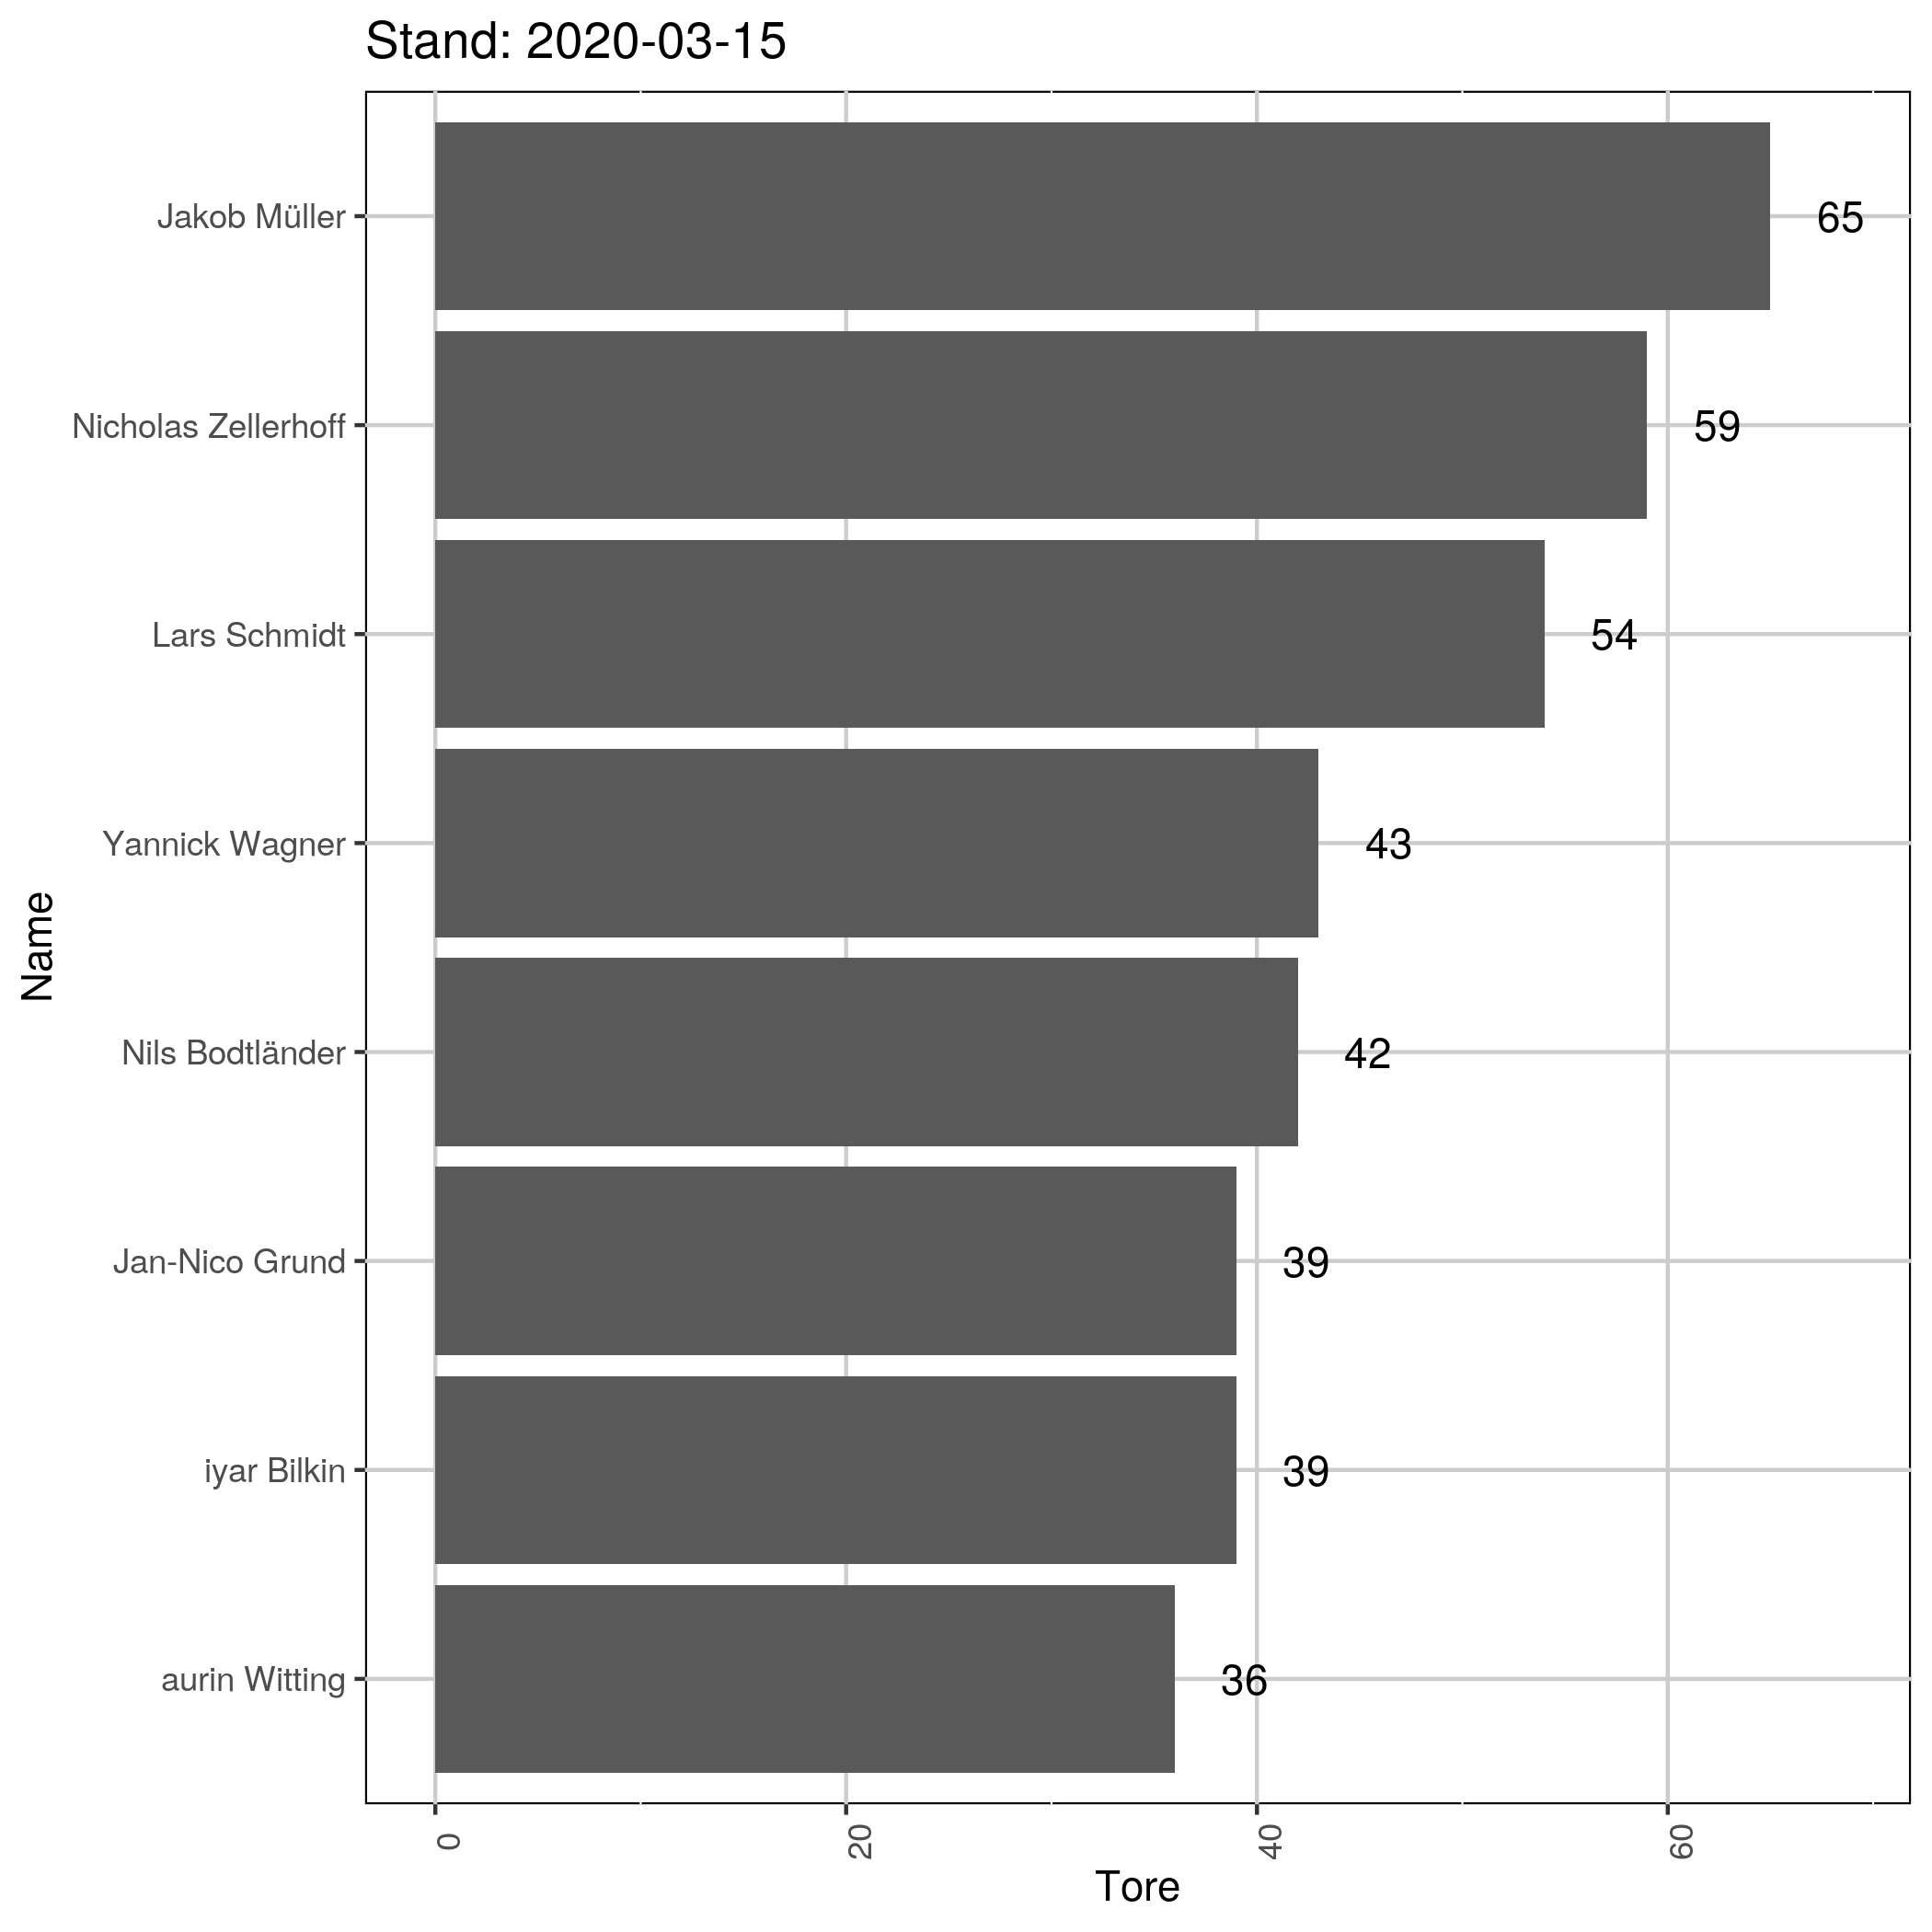 Stand: 2020-03-15
Jakob Müller
65
Nicholas Zellerhoff
59
Lars Schmidt
54
Yannick Wagner
43
Nils Bodtländer
42
Jan-Nico Grund
39
iyar Bilkin
39
aurin Witting
36
Name
0
20
40
60
Tore